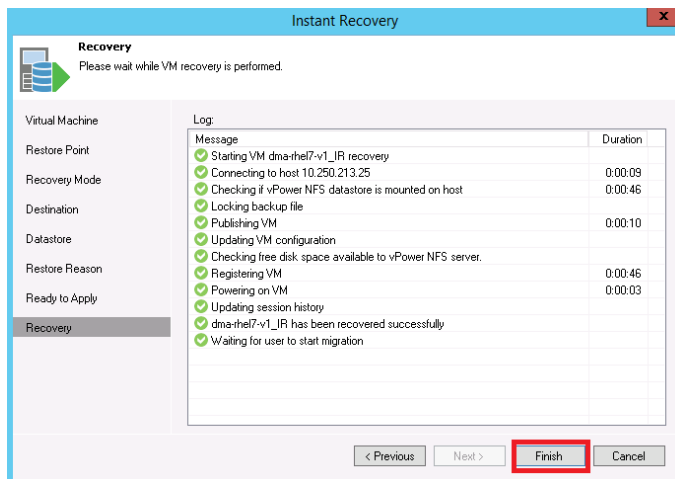 Instant Recovery
x
Recovery
Please wait while VM recovery is performed.
Virtual Machine
Restore Point
Recovery Mode
Destination
Datastore
Restore Reason
Ready to Apply
Recovery
Log:
Message Duration
Starting VM dma-rhel7-v1_IR recovery
Connecting to host 10.250.213.25 0:00:09
Checking if vPower NFS datastore is mounted on host 0:00:46
Locking backup file
Publishing VM 0:00:10
Updating VM configuration
Checking free disk space available to vPower NFS server.
Registering VM 0:00:46
Powering on VM 0:00:03
Updating session history
dma-rhel7-v1_IR has been recovered successfully
Waiting for user to start migration
< Previous Next > Finish Cancel